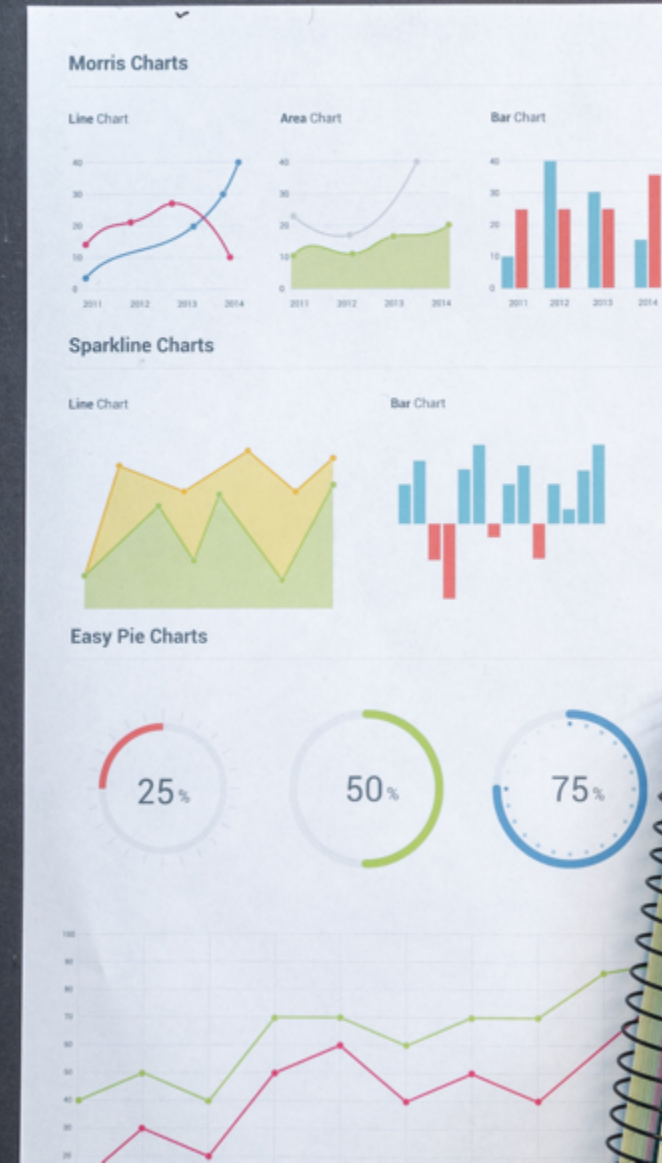 Morris Charts
Line Chart
Area Chart
Bar Chart
40
30
20
10
0
2011 2012 2013 2014
40
30
20
10
0
2011 2012 2013 2014
40
30
20
10
0
2011 2012 2013 2014
Sparkline Charts
Line Chart
Bar Chart
Easy Pie Charts
25%
50%
75%
100
90
80
70
60
50
40
30
20